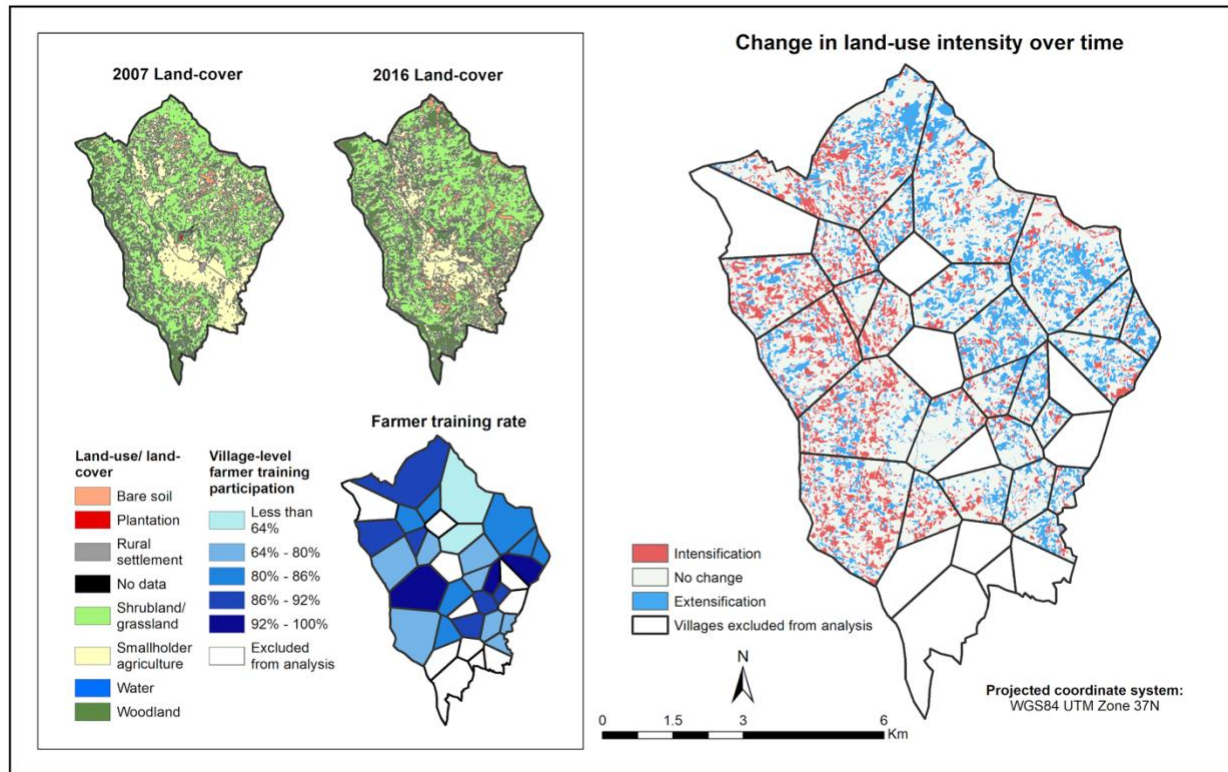 2007 Land-cover
2016 Land-cover
Land-use/ land-
cover
Bare soil
Plantation
Rural
settlement
No data
Shrubland/
grassland
Smallholder
agriculture
Water
Woodland
Village-level
farmer training
participation
Less than
64%
64% - 80%
80% - 86%
86% - 92%
92% - 100%
Excluded
from analysis
Farmer training rate
Change in land-use intensity over time
Intensification
No change
Extensification
Villages excluded from analysis
N
0 1.5 3 6
Km
Projected coordinate system:
WGS84 UTM Zone 37N